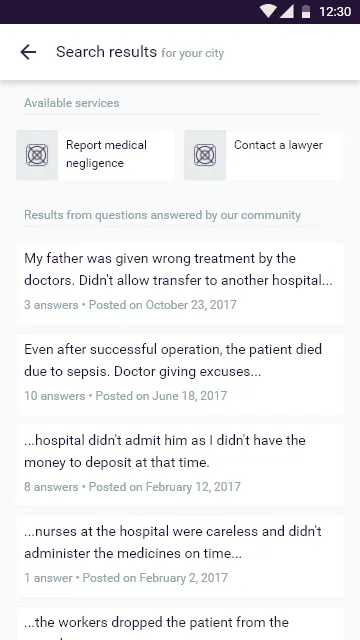 12:30
Search results for your city
Available services
Report medical
negligence
Contact a lawyer
Results from questions answered by our community
My father was given wrong treatment by the
doctors. Didn't allow transfer to another hospital...
3 answers • Posted on October 23, 2017
Even after successful operation, the patient died
due to sepsis. Doctor giving excuses...
10 answers • Posted on June 18, 2017
...hospital didn't admit him as I didn't have the
money to deposit at that time.
8 answers • Posted on February 12, 2017
...nurses at the hospital were careless and didn't
administer the medicines on time...
1 answer • Posted on February 2, 2017
...the workers dropped the patient from the